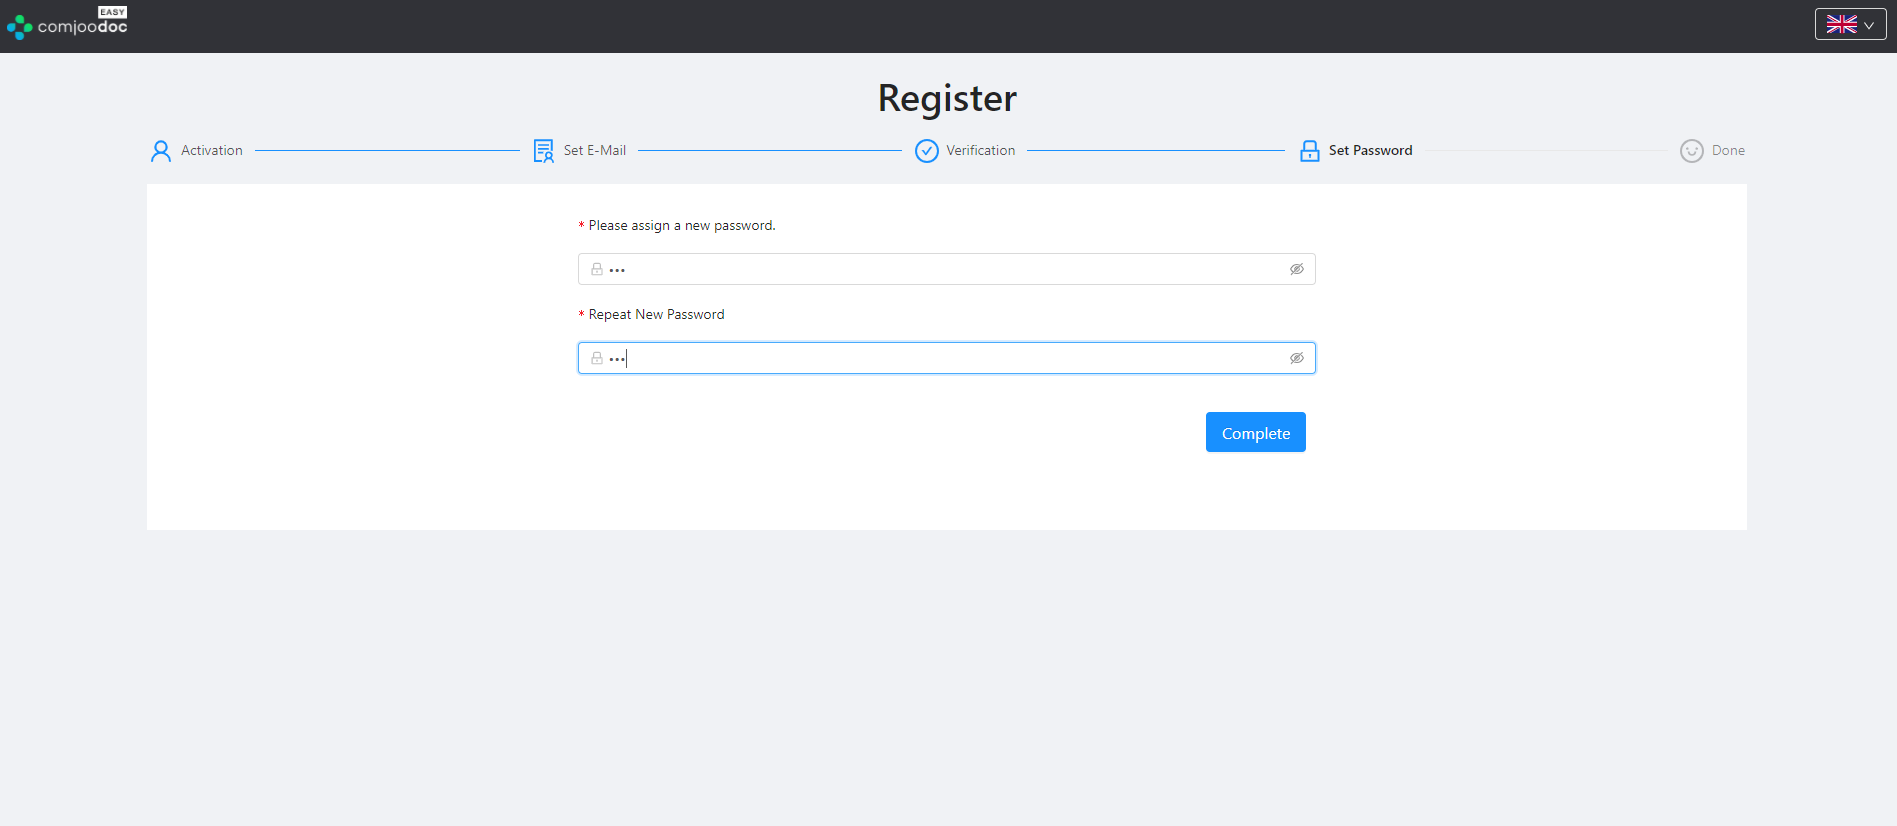 EASY
comjoodoc
Register
Activation
Set E-Mail
Verification
Set Password
Done
* Please assign a new password.
•••
* Repeat New Password
•••
Complete